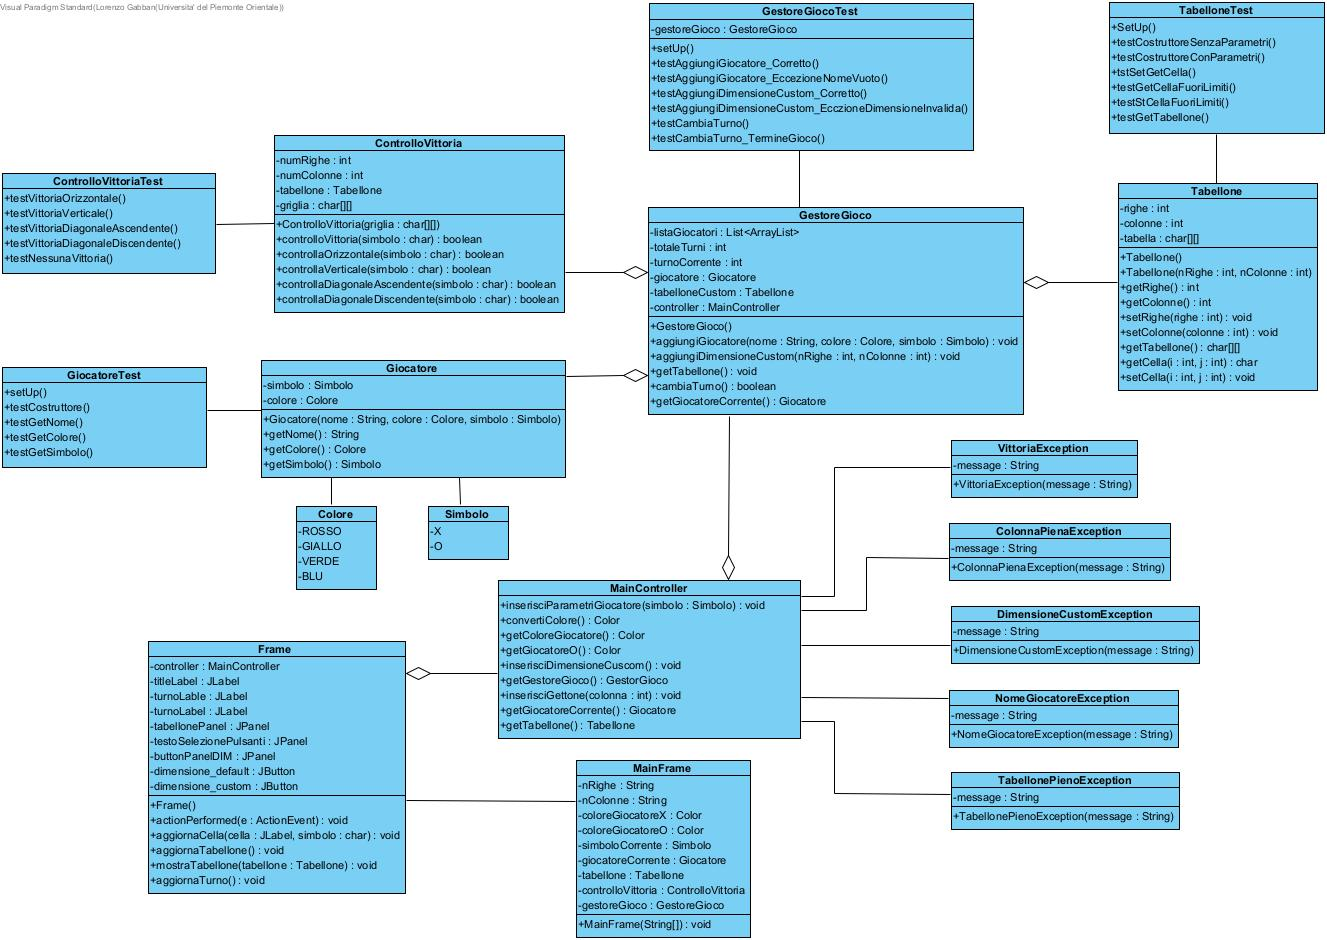 Visual Paradigm Standard(Lorenzo Gabban(Universita' del Piemonte Orientale))
GestoreGiocoTest
-gestoreGioco : GestoreGioco
+setUp()
+testAggiungiGiocatore_Corretto()
+testAggiungiGiocatore_EccezioneNomeVuoto()
+testAggiungiDimensioneCustom_Corretto()
+testAggiungiDimensioneCustom_EcczioneDimensioneInvalida()
+testCambiaTurno()
+testCambiaTurno_TermineGioco()
TabelloneTest
+SetUp()
+testCostruttoreSenzaParametri()
+testCostruttoreConParametri()
+tstSetGetCella()
+testGetCellaFuoriLimiti()
+testStCellaFuoriLimiti()
+testGetTabellone()
ControlloVittoria
-numRighe : int
-numColonne : int
-tabellone : Tabellone
-griglia : char[][]
+ControlloVittoria(griglia : char[][])
+controlloVittoria(simbolo : char) : boolean
+controllaOrizzontale(simbolo : char) : boolean
+controllaVerticale(simbolo : char) : boolean
+controllaDiagonaleAscendente(simbolo : char) : boolean
+controllaDiagonaleDiscendente(simbolo : char) : boolean
ControlloVittoriaTest
+testVittoriaOrizzontale()
+testVittoriaVerticale()
+testVittoriaDiagonaleAscendente()
+testVittoriaDiagonaleDiscendente()
+testNessunaVittoria()
GestoreGioco
-listaGiocatori : List<ArrayList>
-totaleTurni : int
-turnoCorrente : int
-giocatore : Giocatore
-tabelloneCustom : Tabellone
-controller : MainController
+GestoreGioco()
+aggiungiGiocatore(nome : String, colore : Colore, simbolo : Simbolo) : void
+aggiungiDimensioneCustom(nRighe : int, nColonne : int) : void
+getTabellone() : void
+cambiaTurno() : boolean
+getGiocatoreCorrente() : Giocatore
Tabellone
-righe : int
-colonne : int
-tabella : char[][]
+Tabellone()
+Tabellone(nRighe : int, nColonne : int)
+getRighe() : int
+getColonne() : int
+setRighe(righe : int) : void
+setColonne(colonne : int) : void
+getTabellone() : char[][]
+getCella(i : int, j : int) : char
+setCella(i : int, j : int) : void
GiocatoreTest
+setUp()
+testCostruttore()
+testGetNome()
+testGetColore()
+testGetSimbolo()
Giocatore
-simbolo : Simbolo
-colore : Colore
+Giocatore(nome : String, colore : Colore, simbolo : Simbolo)
+getNome() : String
+getColore() : Colore
+getSimbolo() : Simbolo
Colore
-ROSSO
-GIALLO
-VERDE
-BLU
Simbolo
-X
-O
VittoriaException
-message : String
+VittoriaException(message : String)
ColonnaPienaException
-message : String
+ColonnaPienaException(message : String)
MainController
+inserisciParametriGiocatore(simbolo : Simbolo) : void
+convertiColore() : Color
+getColoreGiocatore() : Color
+getGiocatoreO() : Color
+inserisciDimensioneCuscom() : void
+getGestoreGioco() : GestorGioco
+inserisciGettone(colonna : int) : void
+getGiocatoreCorrente() : Giocatore
+getTabellone() : Tabellone
DimensioneCustomException
-message : String
+DimensioneCustomException(message : String)
NomeGiocatoreException
-message : String
+NomeGiocatoreException(message : String)
TabellonePienoException
-message : String
+TabellonePienoException(message : String)
Frame
-controller : MainController
-titleLabel : JLabel
-turnoLable : JLabel
-turnoLabel : JLabel
-tabellonePanel : JPanel
-testoSelezionePulsanti : JPanel
-buttonPanelDIM : JPanel
-dimensione_default : JButton
-dimensione_custom : JButton
+Frame()
+actionPerformed(e : ActionEvent) : void
+aggiornaCella(cella : JLabel, simbolo : char) : void
+aggiornaTabellone() : void
+mostraTabellone(tabellone : Tabellone) : void
+aggiornaTurno() : void
MainFrame
-nRighe : String
-nColonne : String
-coloreGiocatoreX : Color
-coloreGiocatoreO : Color
-simboloCorrente : Simbolo
-giocatoreCorrente : Giocatore
-tabellone : Tabellone
-controlloVittoria : ControlloVittoria
-gestoreGioco : GestoreGioco
+MainFrame(String[]) : void